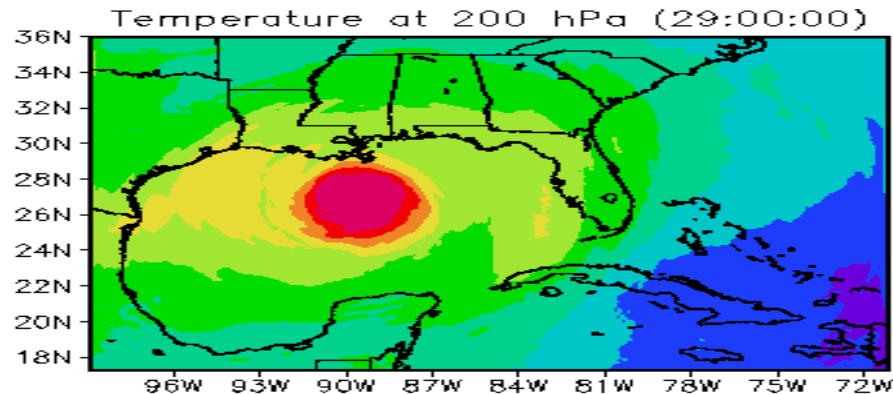 Temperature at 200 hPa (29:00:00)
36N
34N
32N
30N
28N
26N
24N
22N
20N
18N
96W 93W 90W 87W 84W 81W 78W 75W 72W